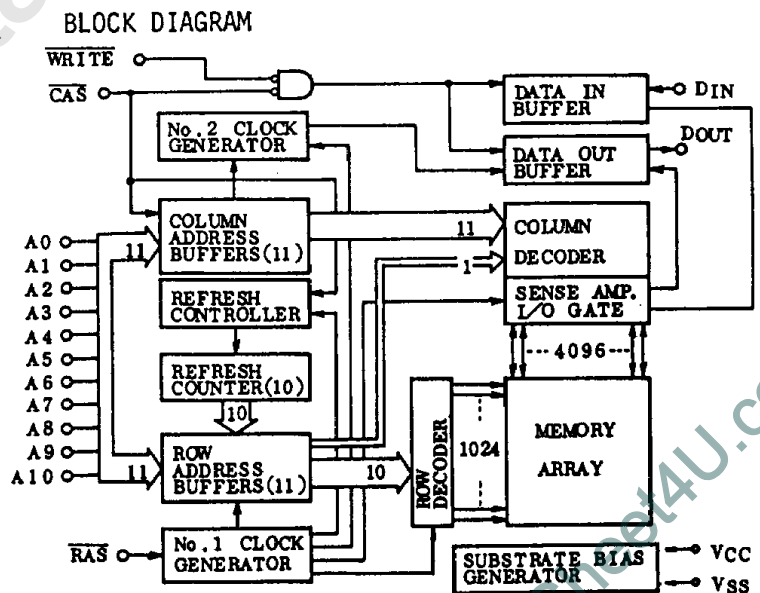 BLOCK DIAGRAM
WRITE
CAS
No.2 CLOCK
GENERATOR
DATA IN
BUFFER
DIN
DATA OUT
BUFFER
DOUT
COLUMN
ADDRESS
BUFFERS(11)
11
11
COLUMN
DECODER
1
SENSE AMP.
I/O GATE
A0
A1
A2
A3
A4
A5
A6
A7
A8
A9
A10
REFRESH
CONTROLLER
REFRESH
COUNTER(10)
10
4096
ROW
ADDRESS
BUFFERS(11)
11
10
ROW
DECODER
1024
MEMORY
ARRAY
RAS
No.1 CLOCK
GENERATOR
SUBSTRATE BIAS
GENERATOR
VCC
VSS